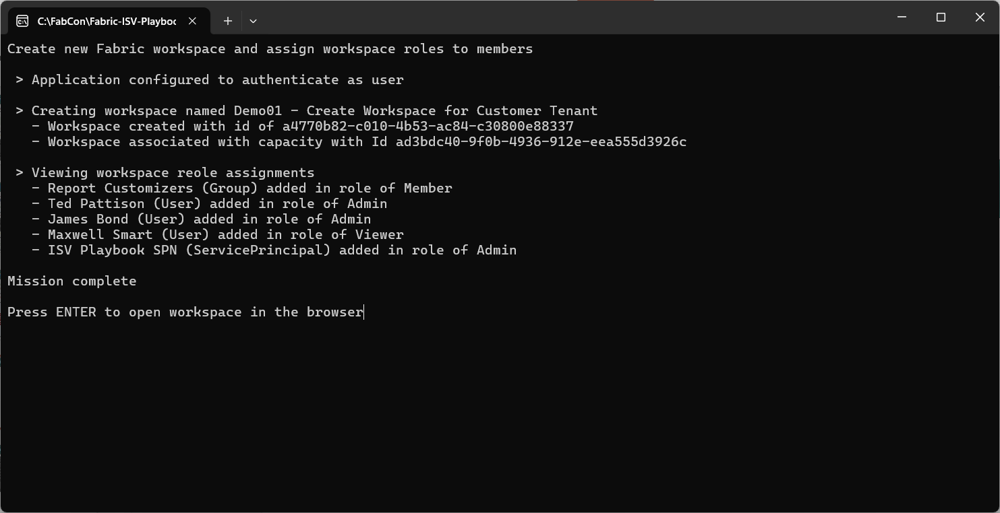 C:\FabCon\Fabric-ISV-Playboo
Create new Fabric workspace and assign workspace roles to members
> Application configured to authenticate as user
> Creating workspace named Demo01 - Create Workspace for Customer Tenant
- Workspace created with id of a4770b82-c010-4b53-ac84-c30800e88337
- Workspace associated with capacity with Id ad3bdc40-9f0b-4936-912e-eea555d3926c
> Viewing workspace reole assignments
- Report Customizers (Group) added in role of Member
- Ted Pattison (User) added in role of Admin
- James Bond (User) added in role of Admin
- Maxwell Smart (User) added in role of Viewer
- ISV Playbook SPN (ServicePrincipal) added in role of Admin
Mission complete
Press ENTER to open workspace in the browser